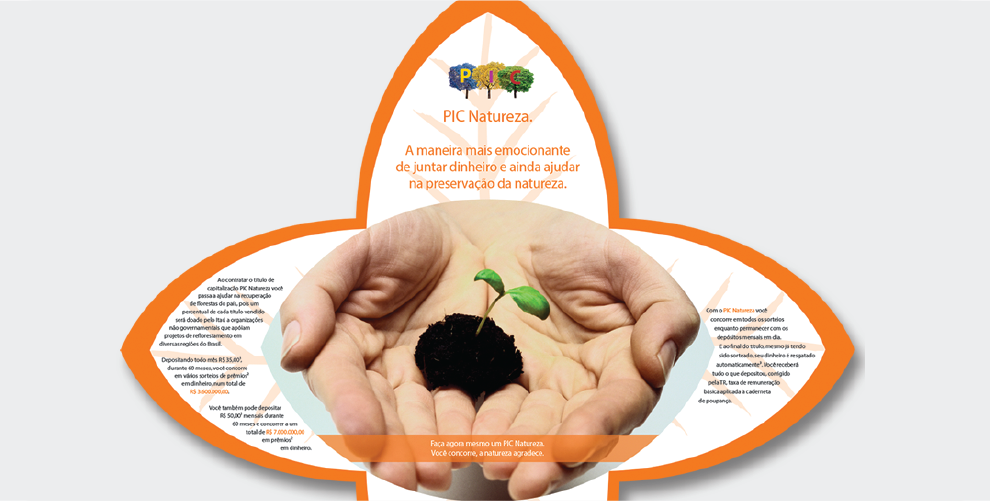 PIC
PIC Natureza.
A maneira mais emocionante
de juntar dinheiro e ainda ajudar
na preservação da natureza.
Ao contratar o título de
capitalização PIC Natureza você
passa a ajudar na recuperação
de florestas do país, pois um
percentual de cada título vendido
será doado pelo Itaú a organizações
não governamentais que apóiam
projetos de reflorestamento em
diversas regiões do Brasil.
Depositando todo mês R$ 35,00¹,
durante 60 meses, você concorre
em vários sorteios de prêmios²
em dinheiro, num total de
Você também pode depositar
R$ 50,00¹ mensais durante
60 meses e concorrer a um
total de R$ 7.000.000,00
em prêmios²
em dinheiro.
Com o PIC Natureza você
concorre em todos os sorteios
enquanto permanecer com os
depósitos mensais em dia.
E ao final do título, mesmo já tendo
sido sorteado, seu dinheiro é resgatado
automaticamente³. Você receberá
tudo o que depositou, corrigido
pela TR, taxa de remuneração
básica aplicada à caderneta
de poupança.
Faça agora mesmo um PIC Natureza.
Você concorre, a natureza agradece.